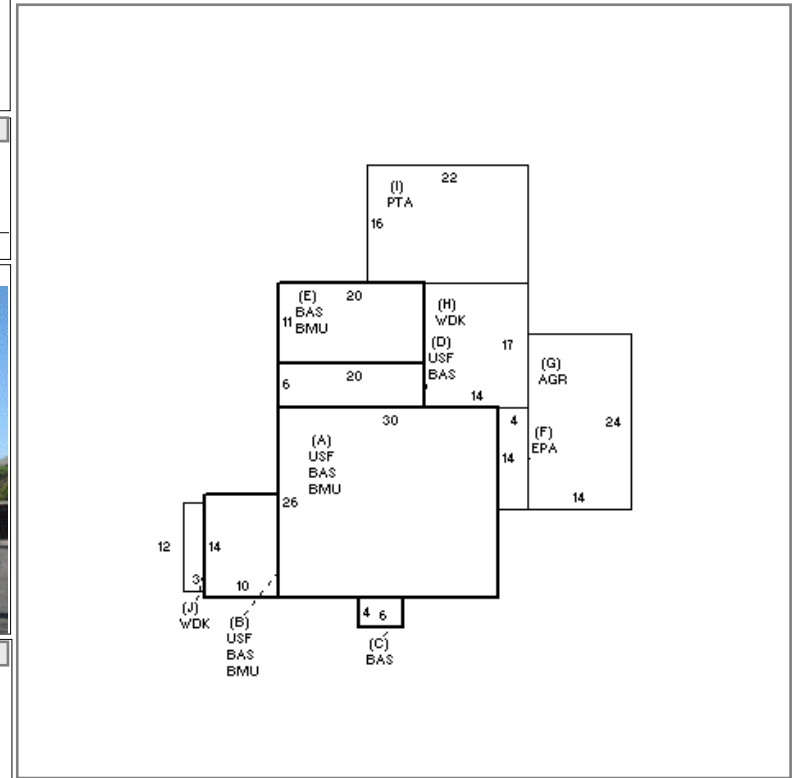 22
(I)
PTA
16
(E)
BAS
BMU
20
11
(H)
WDK
(D)
USF
BAS
17
(G)
AGR
6
20
14
30
4
24
(A)
USF
BAS
BMU
(F)
EPA
14
26
14
12
14
3
10
(J)
WDK
(B)
USF
BAS
BMU
4 6
(C)
BAS